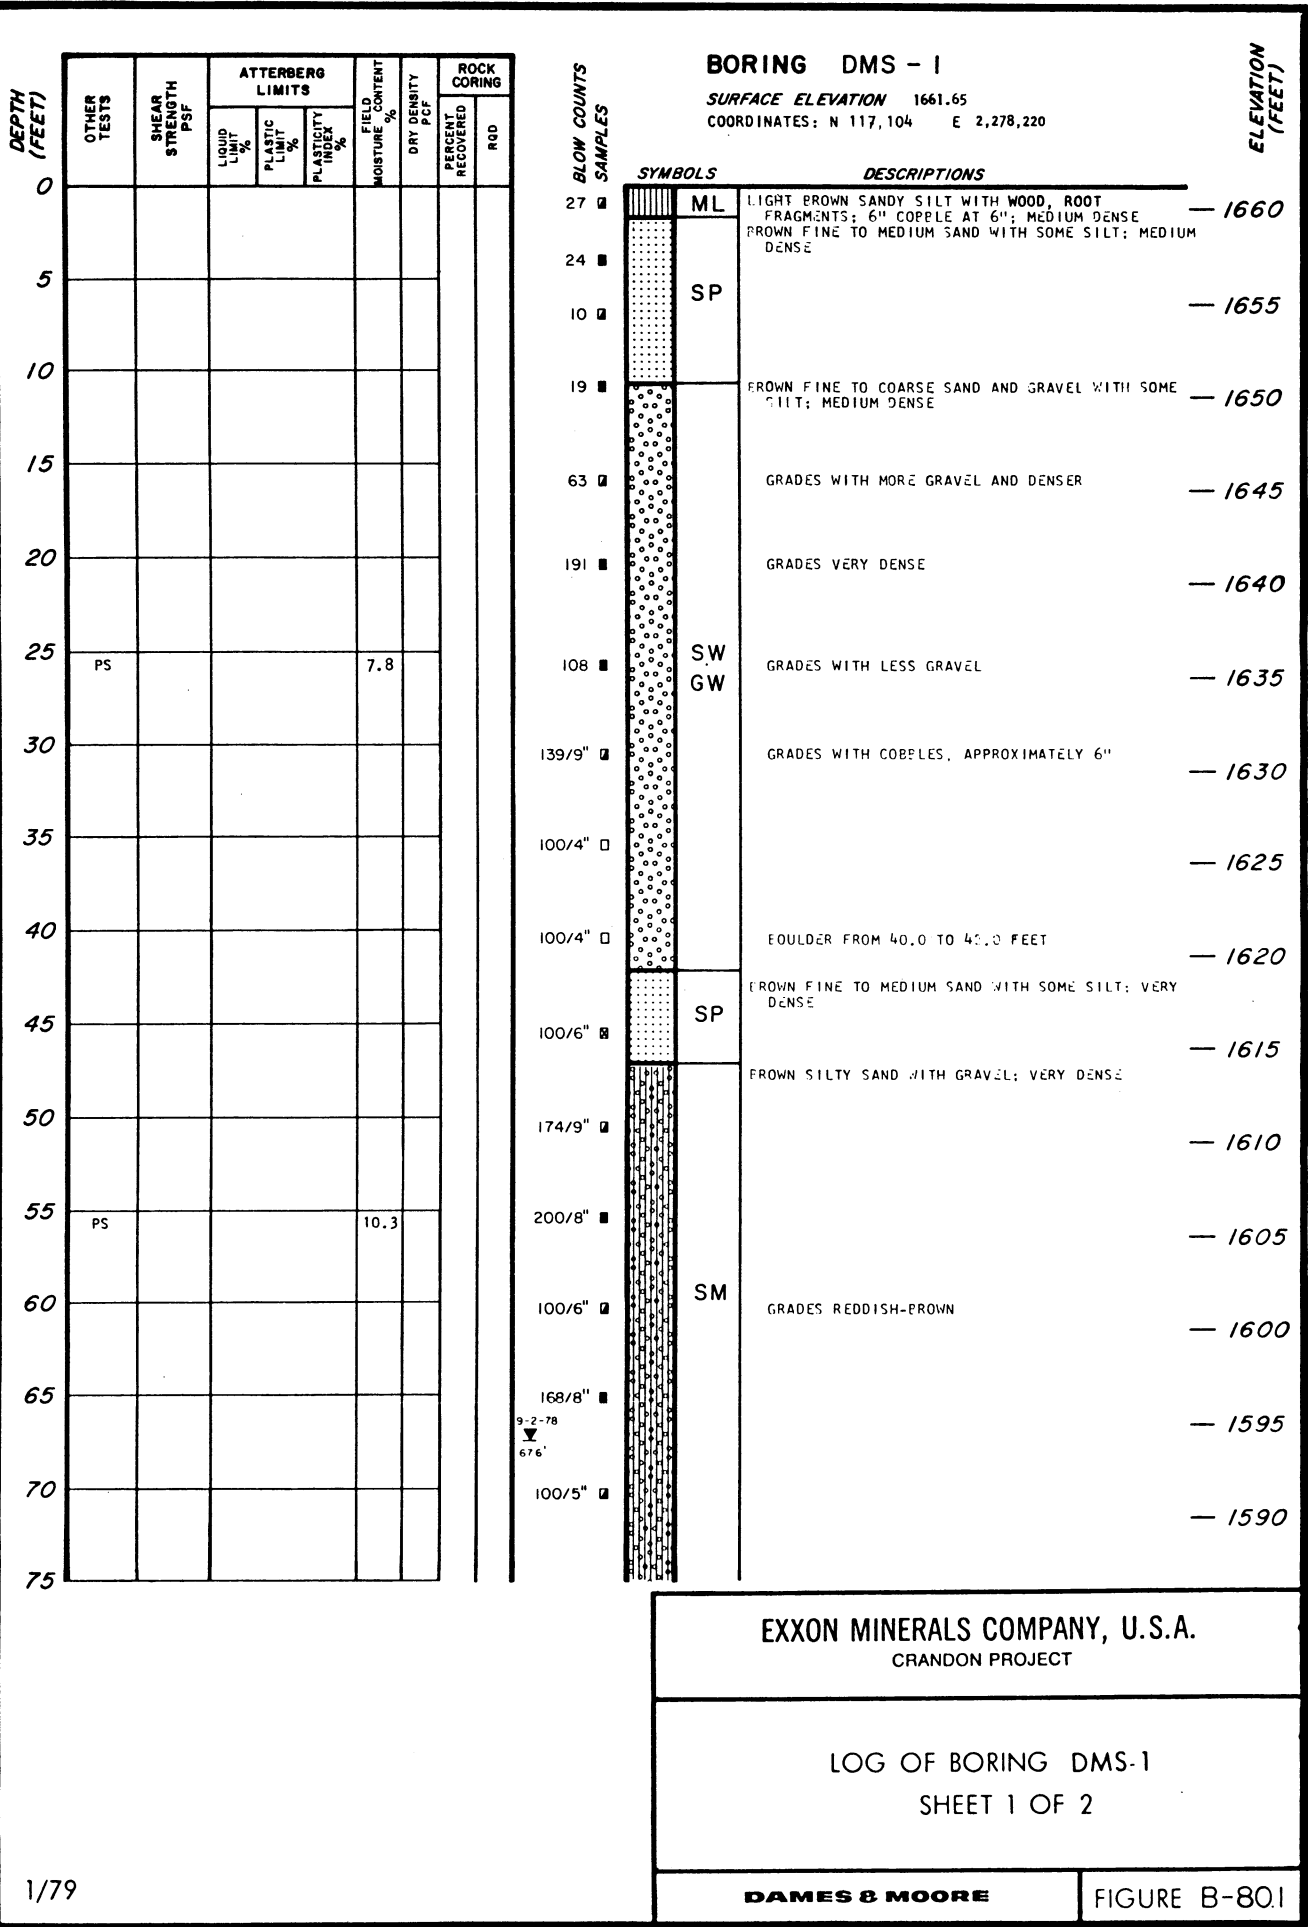 BORING DMS-1
SURFACE ELEVATION 1661.65
COORDINATES: N 117,104 E 2,278,220
DEPTH (FEET)
OTHER TESTS
SHEAR STRENGTH PSF
ATTERBERG LIMITS
LIQUID LIMIT %
PLASTIC LIMIT %
PLASTICITY INDEX %
FIELD MOISTURE CONTENT %
DRY DENSITY PCF
ROCK CORING
PERCENT RECOVERED
RQD
BLOW COUNTS
SAMPLES
SYMBOLS
DESCRIPTIONS
ELEVATION (FEET)
0
27 ML LIGHT BROWN SANDY SILT WITH WOOD, ROOT
FRAGMENTS; 6" COBBLE AT 6"; MEDIUM DENSE
1660
BROWN FINE TO MEDIUM SAND WITH SOME SILT; MEDIUM
DENSE
24
5
SP
1655
10
10
19 BROWN FINE TO COARSE SAND AND GRAVEL WITH SOME
SILT; MEDIUM DENSE
1650
15
63 GRADES WITH MORE GRAVEL AND DENSER
1645
20
191 GRADES VERY DENSE
1640
25
PS 7.8 108 SW GW GRADES WITH LESS GRAVEL
1635
30
139/9" GRADES WITH COBBLES, APPROXIMATELY 6"
1630
35
100/4"
1625
40
100/4" BOULDER FROM 40.0 TO FEET
1620
BROWN FINE TO MEDIUM SAND WITH SOME SILT; VERY
DENSE
SP
45
100/6"
1615
BROWN SILTY SAND WITH GRAVEL; VERY DENSE
50
174/9"
1610
55
PS 10.3 200/8"
1605
SM
60
100/6" GRADES REDDISH-BROWN
1600
65
168/8"
9-2-78
676'
1595
70
100/5"
1590
75
EXXON MINERALS COMPANY, U.S.A.
CRANDON PROJECT
LOG OF BORING DMS-1
SHEET 1 OF 2
1/79
DAMES & MOORE
FIGURE B-80.1